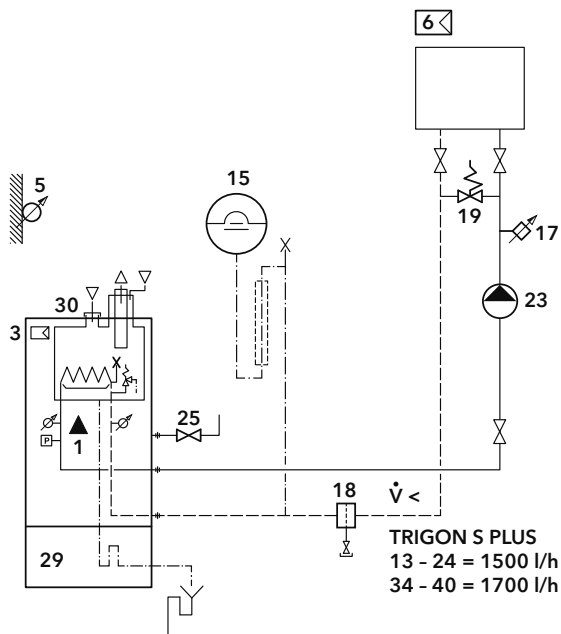 6
5
15
19
17
30
23
3
25
1
P
18
V̇ <
29
TRIGON S PLUS
13 – 24 = 1500 l/h
34 – 40 = 1700 l/h